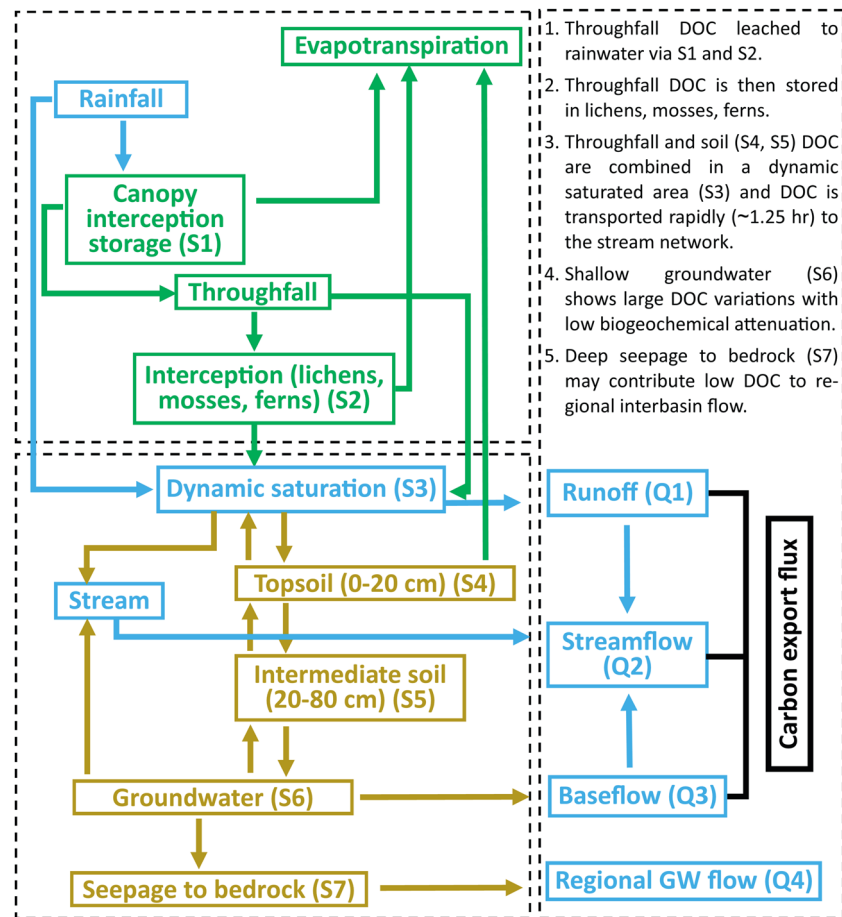 Evapotranspiration
Rainfall
Canopy
interception
storage (S1)
Throughfall
Interception (lichens,
mosses, ferns) (S2)
Dynamic saturation (S3)
Topsoil (0-20 cm) (S4)
Stream
Intermediate soil
(20-80 cm) (S5)
Groundwater (S6)
Seepage to bedrock (S7)
1. Throughfall DOC leached to
rainwater via S1 and S2.
2. Throughfall DOC is then stored
in lichens, mosses, ferns.
3. Throughfall and soil (S4, S5) DOC
are combined in a dynamic
saturated area (S3) and DOC is
transported rapidly (~1.25 hr) to
the stream network.
4. Shallow groundwater (S6)
shows large DOC variations with
low biogeochemical attenuation.
5. Deep seepage to bedrock (S7)
may contribute low DOC to re-
gional interbasin flow.
Runoff (Q1)
Streamflow
(Q2)
Baseflow (Q3)
Regional GW flow (Q4)
Carbon export flux